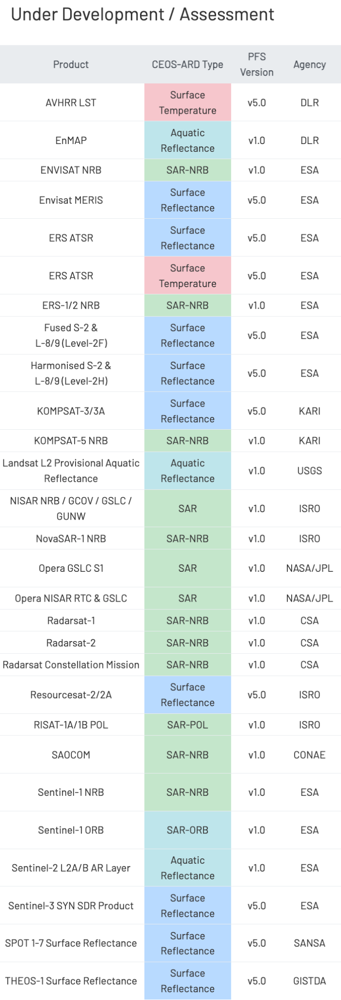 Under Development / Assessment
Product CEOS-ARD Type PFS Version Agency
AVHRR LST Surface Temperature v5.0 DLR
EnMAP Aquatic Reflectance v1.0 DLR
ENVISAT NRB SAR-NRB v1.0 ESA
Envisat MERIS Surface Reflectance v5.0 ESA
ERS ATSR Surface Reflectance v5.0 ESA
ERS ATSR Surface Temperature v5.0 ESA
ERS-1/2 NRB SAR-NRB v1.0 ESA
Fused S-2 & L-8/9 (Level-2F) Surface Reflectance v5.0 ESA
Harmonised S-2 & L-8/9 (Level-2H) Surface Reflectance v5.0 ESA
KOMPSAT-3/3A Surface Reflectance v5.0 KARI
KOMPSAT-5 NRB SAR-NRB v1.0 KARI
Landsat L2 Provisional Aquatic Reflectance Aquatic Reflectance v1.0 USGS
NISAR NRB / GCOV / GSLC / GUNW SAR v1.0 ISRO
NovaSAR-1 NRB SAR-NRB v1.0 ISRO
Opera GSLC S1 SAR v1.0 NASA/JPL
Opera NISAR RTC & GSLC SAR v1.0 NASA/JPL
Radarsat-1 SAR-NRB v1.0 CSA
Radarsat-2 SAR-NRB v1.0 CSA
Radarsat Constellation Mission SAR-NRB v1.0 CSA
Resourcesat-2/2A Surface Reflectance v5.0 ISRO
RISAT-1A/1B POL SAR-POL v1.0 ISRO
SAOCOM SAR-NRB v1.0 CONAE
Sentinel-1 NRB SAR-NRB v1.0 ESA
Sentinel-1 ORB SAR-ORB v1.0 ESA
Sentinel-2 L2A/B AR Layer Aquatic Reflectance v1.0 ESA
Sentinel-3 SYN SDR Product Surface Reflectance v5.0 ESA
SPOT 1-7 Surface Reflectance Surface Reflectance v5.0 SANSA
THEOS-1 Surface Reflectance Surface Reflectance v5.0 GISTDA